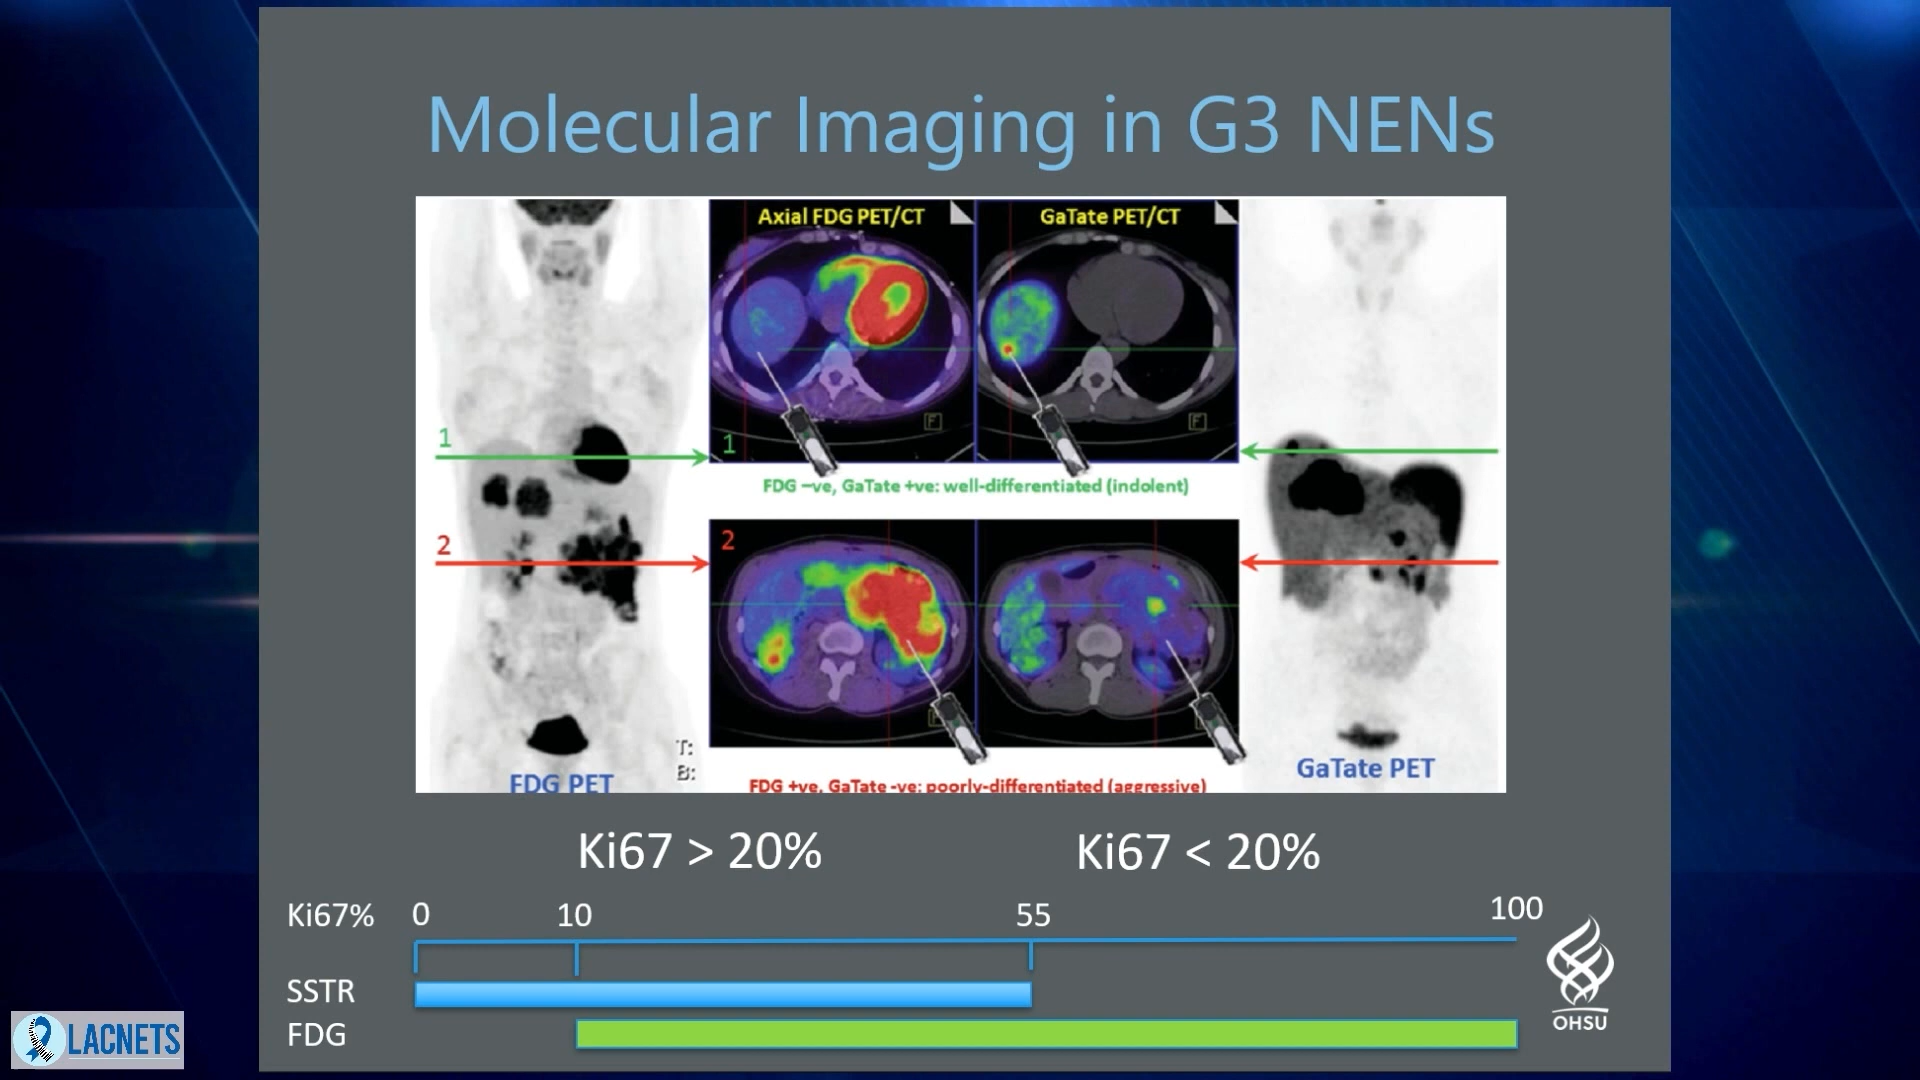 Molecular Imaging in G3 NENs
Axial FDG PET/CT
GaTate PET/CT
1
F
F
1
FDG –ve, GaTate +ve: well-differentiated (indolent)
2
2
T:
B:
FDG PET
GaTate PET
FDG +ve, GaTate -ve: poorly-differentiated (aggressive)
Ki67 > 20%
Ki67 < 20%
Ki67%
0
10
55
100
SSTR
FDG
OHSU
LACNETS